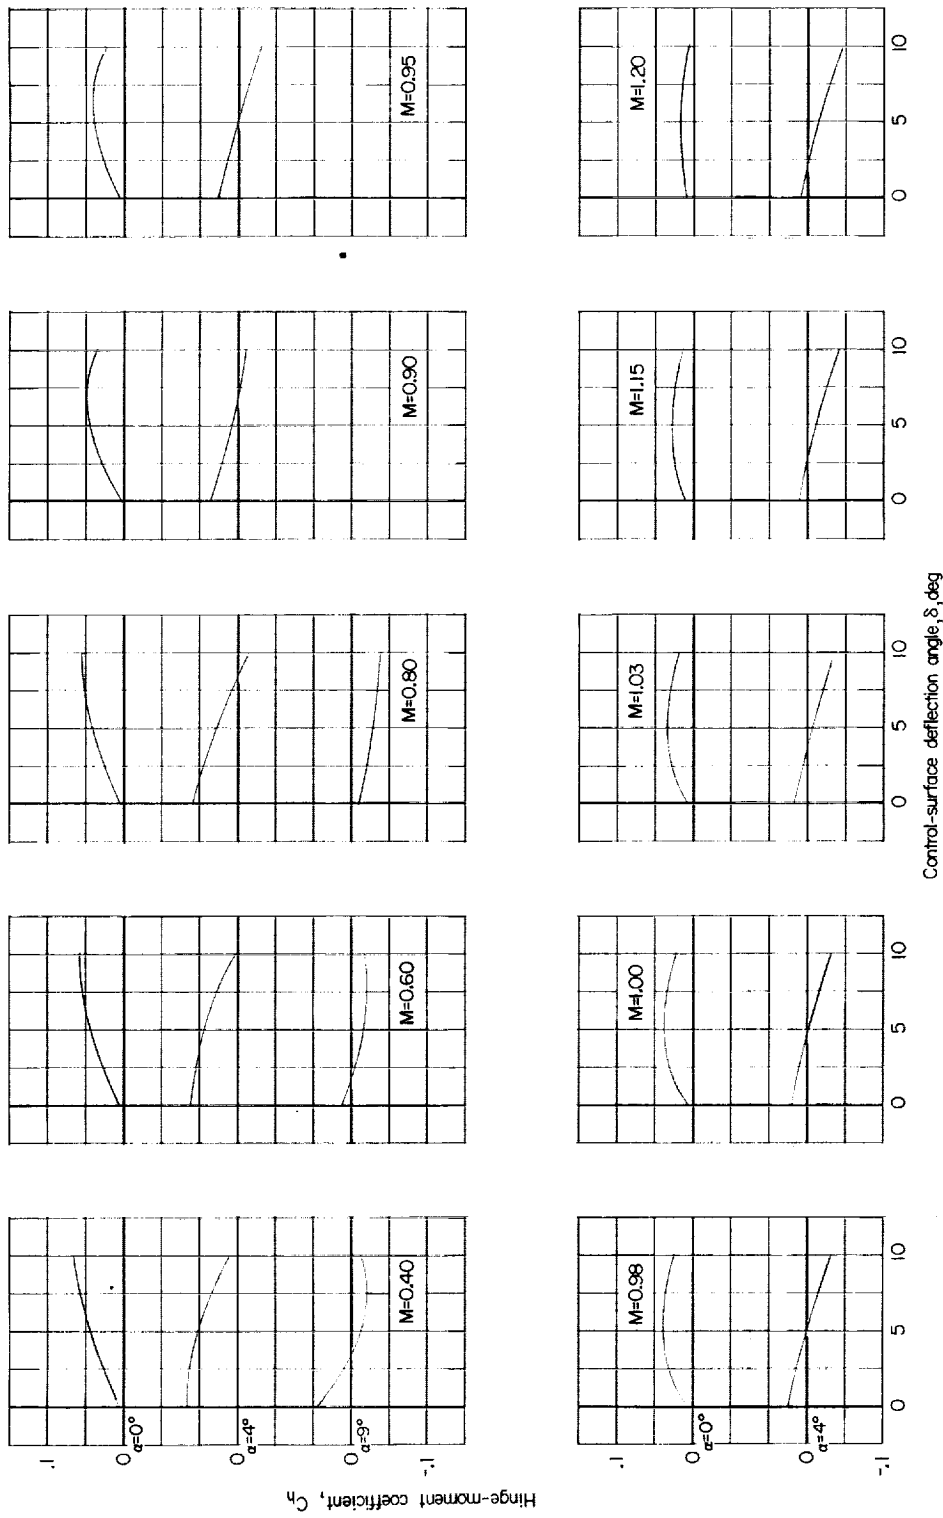 Hinge-moment coefficient, Cₕ
.1
0
α=0°
0
α=4°
0
α=9°
-.1
M=0.40
M=0.60
M=0.80
M=0.90
M=0.95
.1
0
α=0°
0
α=4°
-.1
M=0.98
M=1.00
M=1.03
M=1.15
M=1.20
0 5 10
0 5 10
0 5 10
0 5 10
0 5 10
Control-surface deflection angle, δ, deg